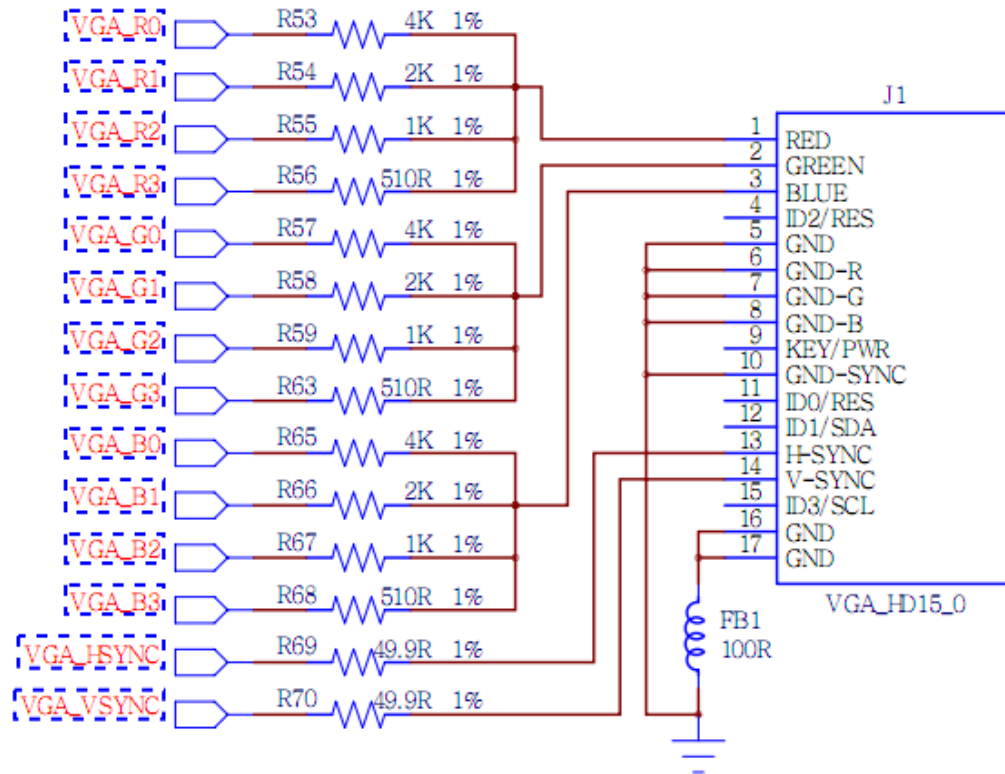 VGA_R0 R53 4K 1%
VGA_R1 R54 2K 1%
VGA_R2 R55 1K 1%
VGA_R3 R56 510R 1%
VGA_G0 R57 4K 1%
VGA_G1 R58 2K 1%
VGA_G2 R59 1K 1%
VGA_G3 R63 510R 1%
VGA_B0 R65 4K 1%
VGA_B1 R66 2K 1%
VGA_B2 R67 1K 1%
VGA_B3 R68 510R 1%
VGA_HSYNC R69 49.9R 1%
VGA_VSYNC R70 49.9R 1%
J1
1 RED
2 GREEN
3 BLUE
4 ID2/RES
5 GND
6 GND-R
7 GND-G
8 GND-B
9 KEY/PWR
10 GND-SYNC
11 ID0/RES
12 ID1/SDA
13 H-SYNC
14 V-SYNC
15 ID3/SCL
16 GND
17 GND
VGA_HD15_0
FB1
100R